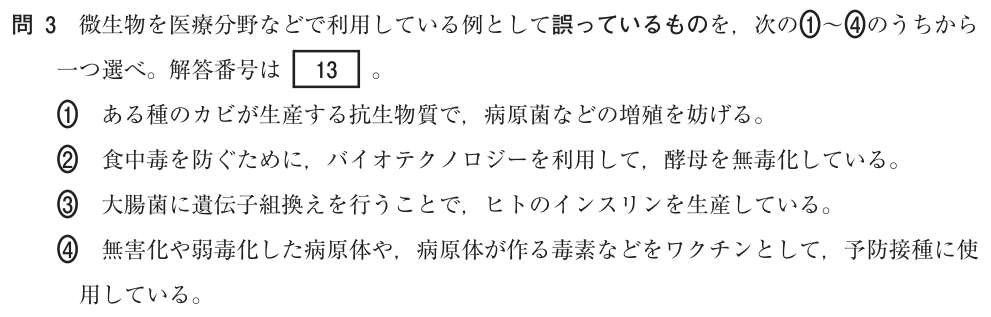 問 3 微生物を医療分野などで利用している例として誤っているものを,次の①～④のうちから
一つ選べ。解答番号は 13 。
① ある種のカビが生産する抗生物質で,病原菌などの増殖を妨げる。
② 食中毒を防ぐために,バイオテクノロジーを利用して,酵母を無毒化している。
③ 大腸菌に遺伝子組換えを行うことで,ヒトのインスリンを生産している。
④ 無害化や弱毒化した病原体や,病原体が作る毒素などをワクチンとして,予防接種に使
用している。